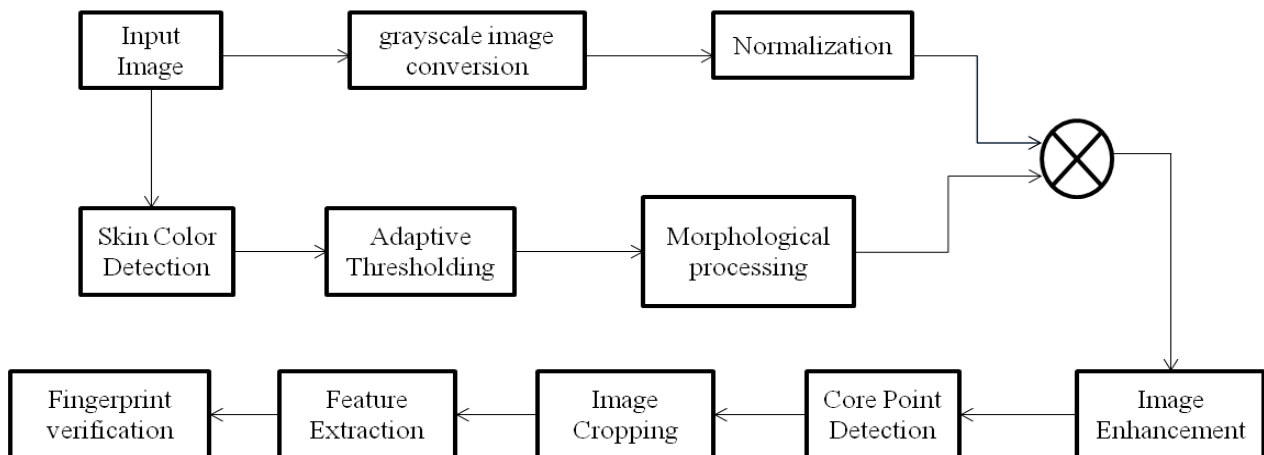 Input
Image
grayscale image
conversion
Normalization
Skin Color
Detection
Adaptive
Thresholding
Morphological
processing
Fingerprint
verification
Feature
Extraction
Image
Cropping
Core Point
Detection
Image
Enhancement